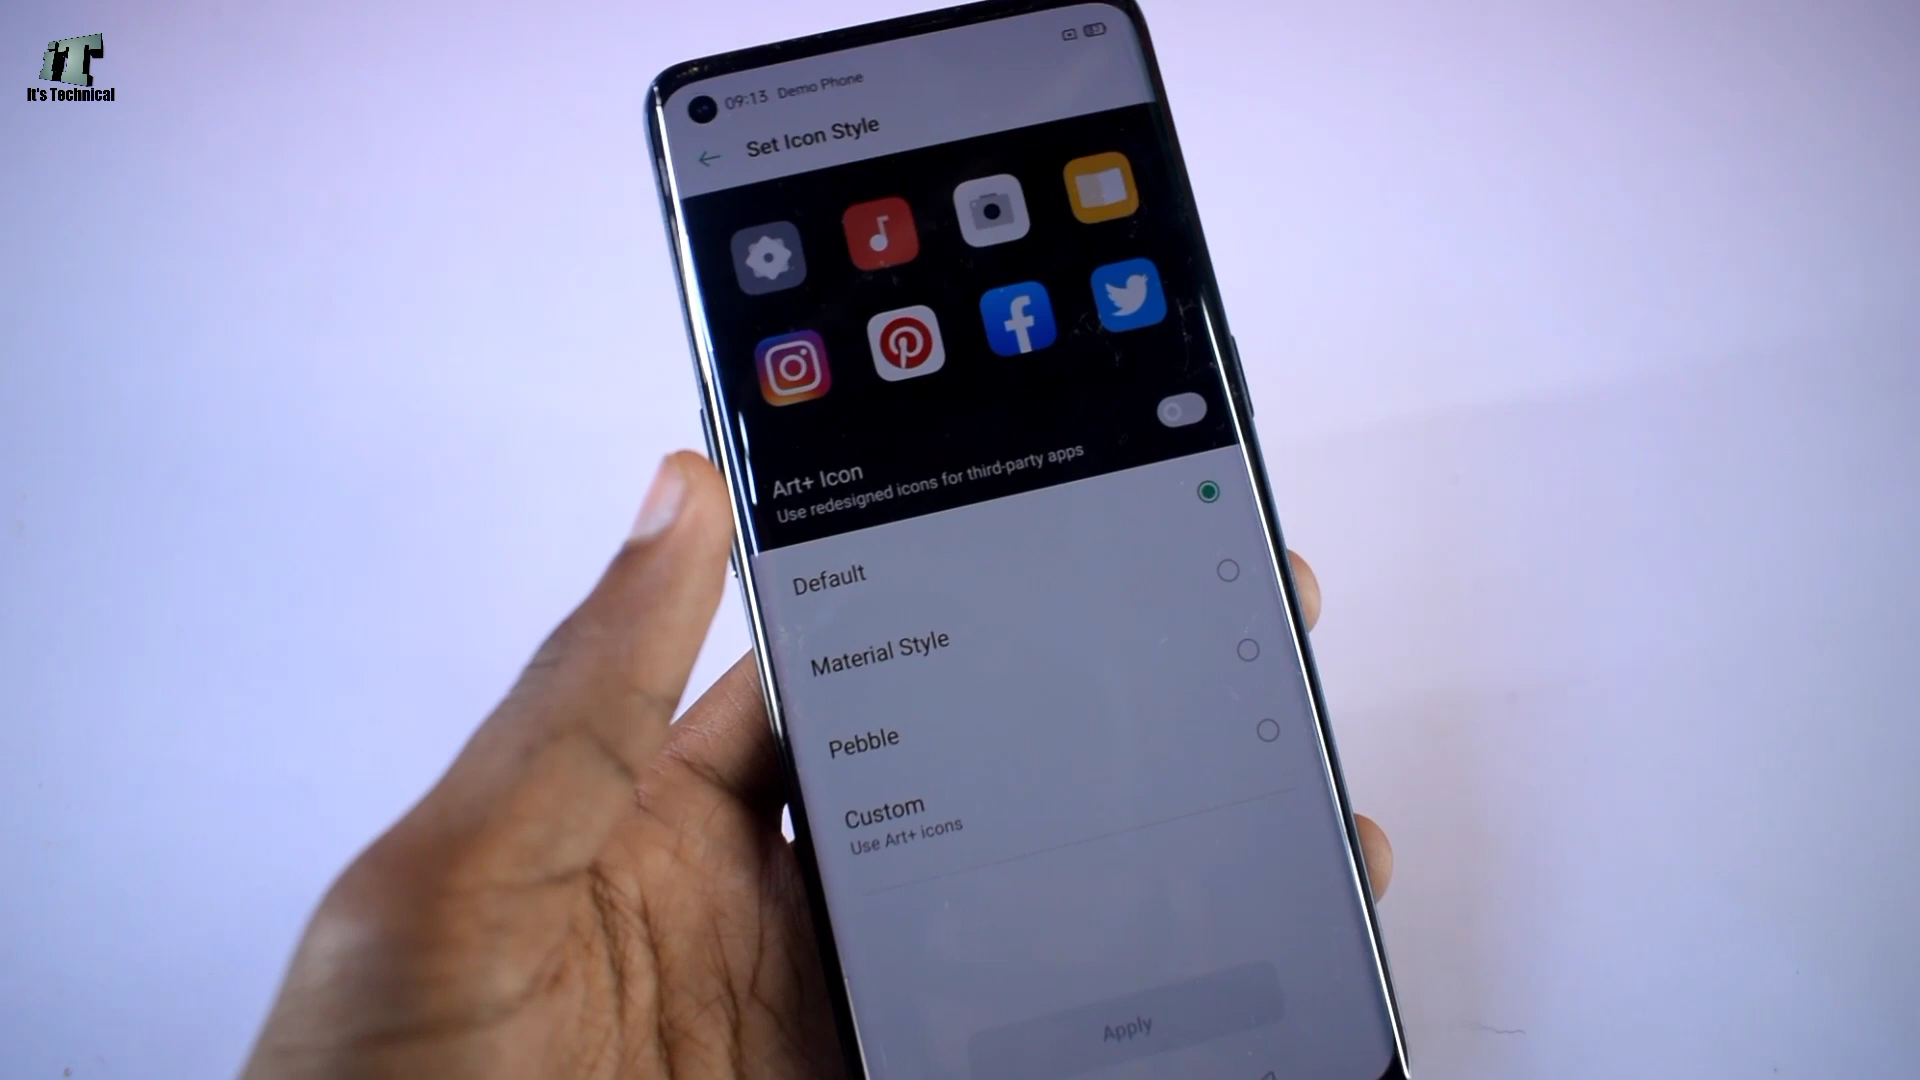 iT
It's Technical
09:13 Demo Phone
Set Icon Style
Art+ Icon
Use redesigned icons for third-party apps
Default
Material Style
Pebble
Custom
Use Art+ icons
Apply